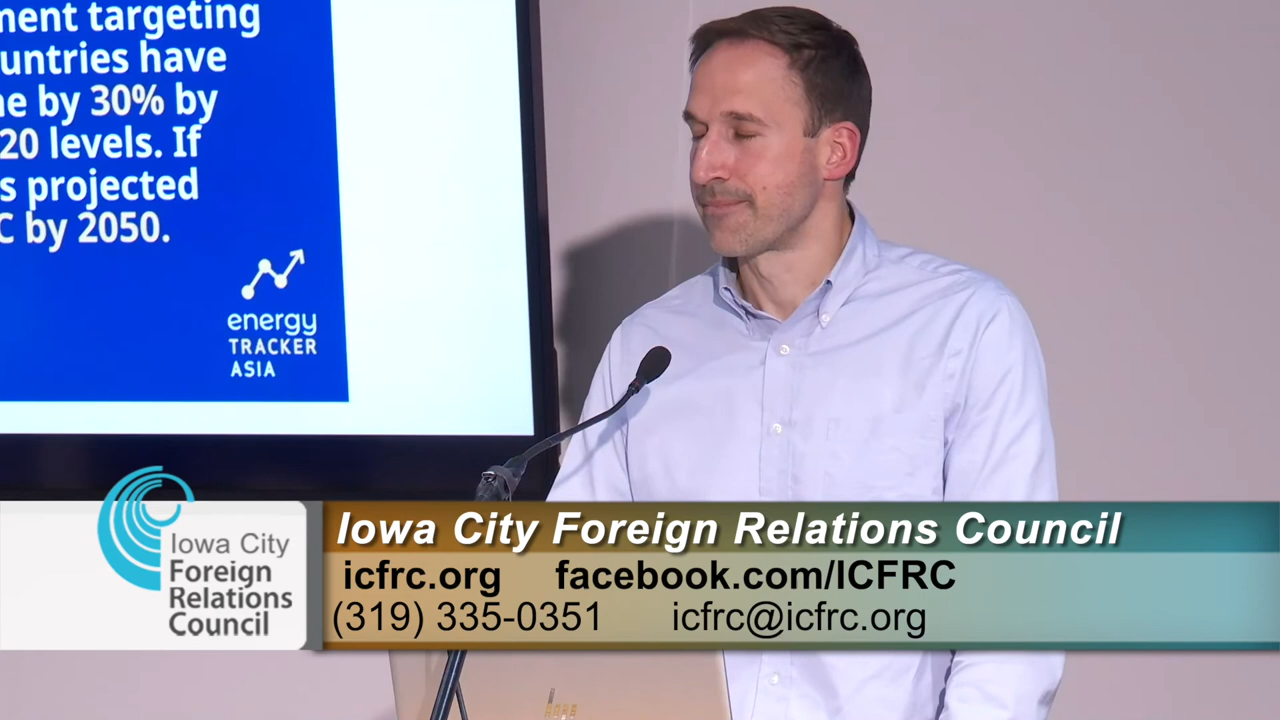 ment targeting
untries have
e by 30% by
20 levels. If
s projected
C by 2050.
energy
TRACKER
ASIA
Iowa City
Foreign
Relations
Council
Iowa City Foreign Relations Council
icfrc.org facebook.com/ICFRC
(319) 335-0351 icfrc@icfrc.org